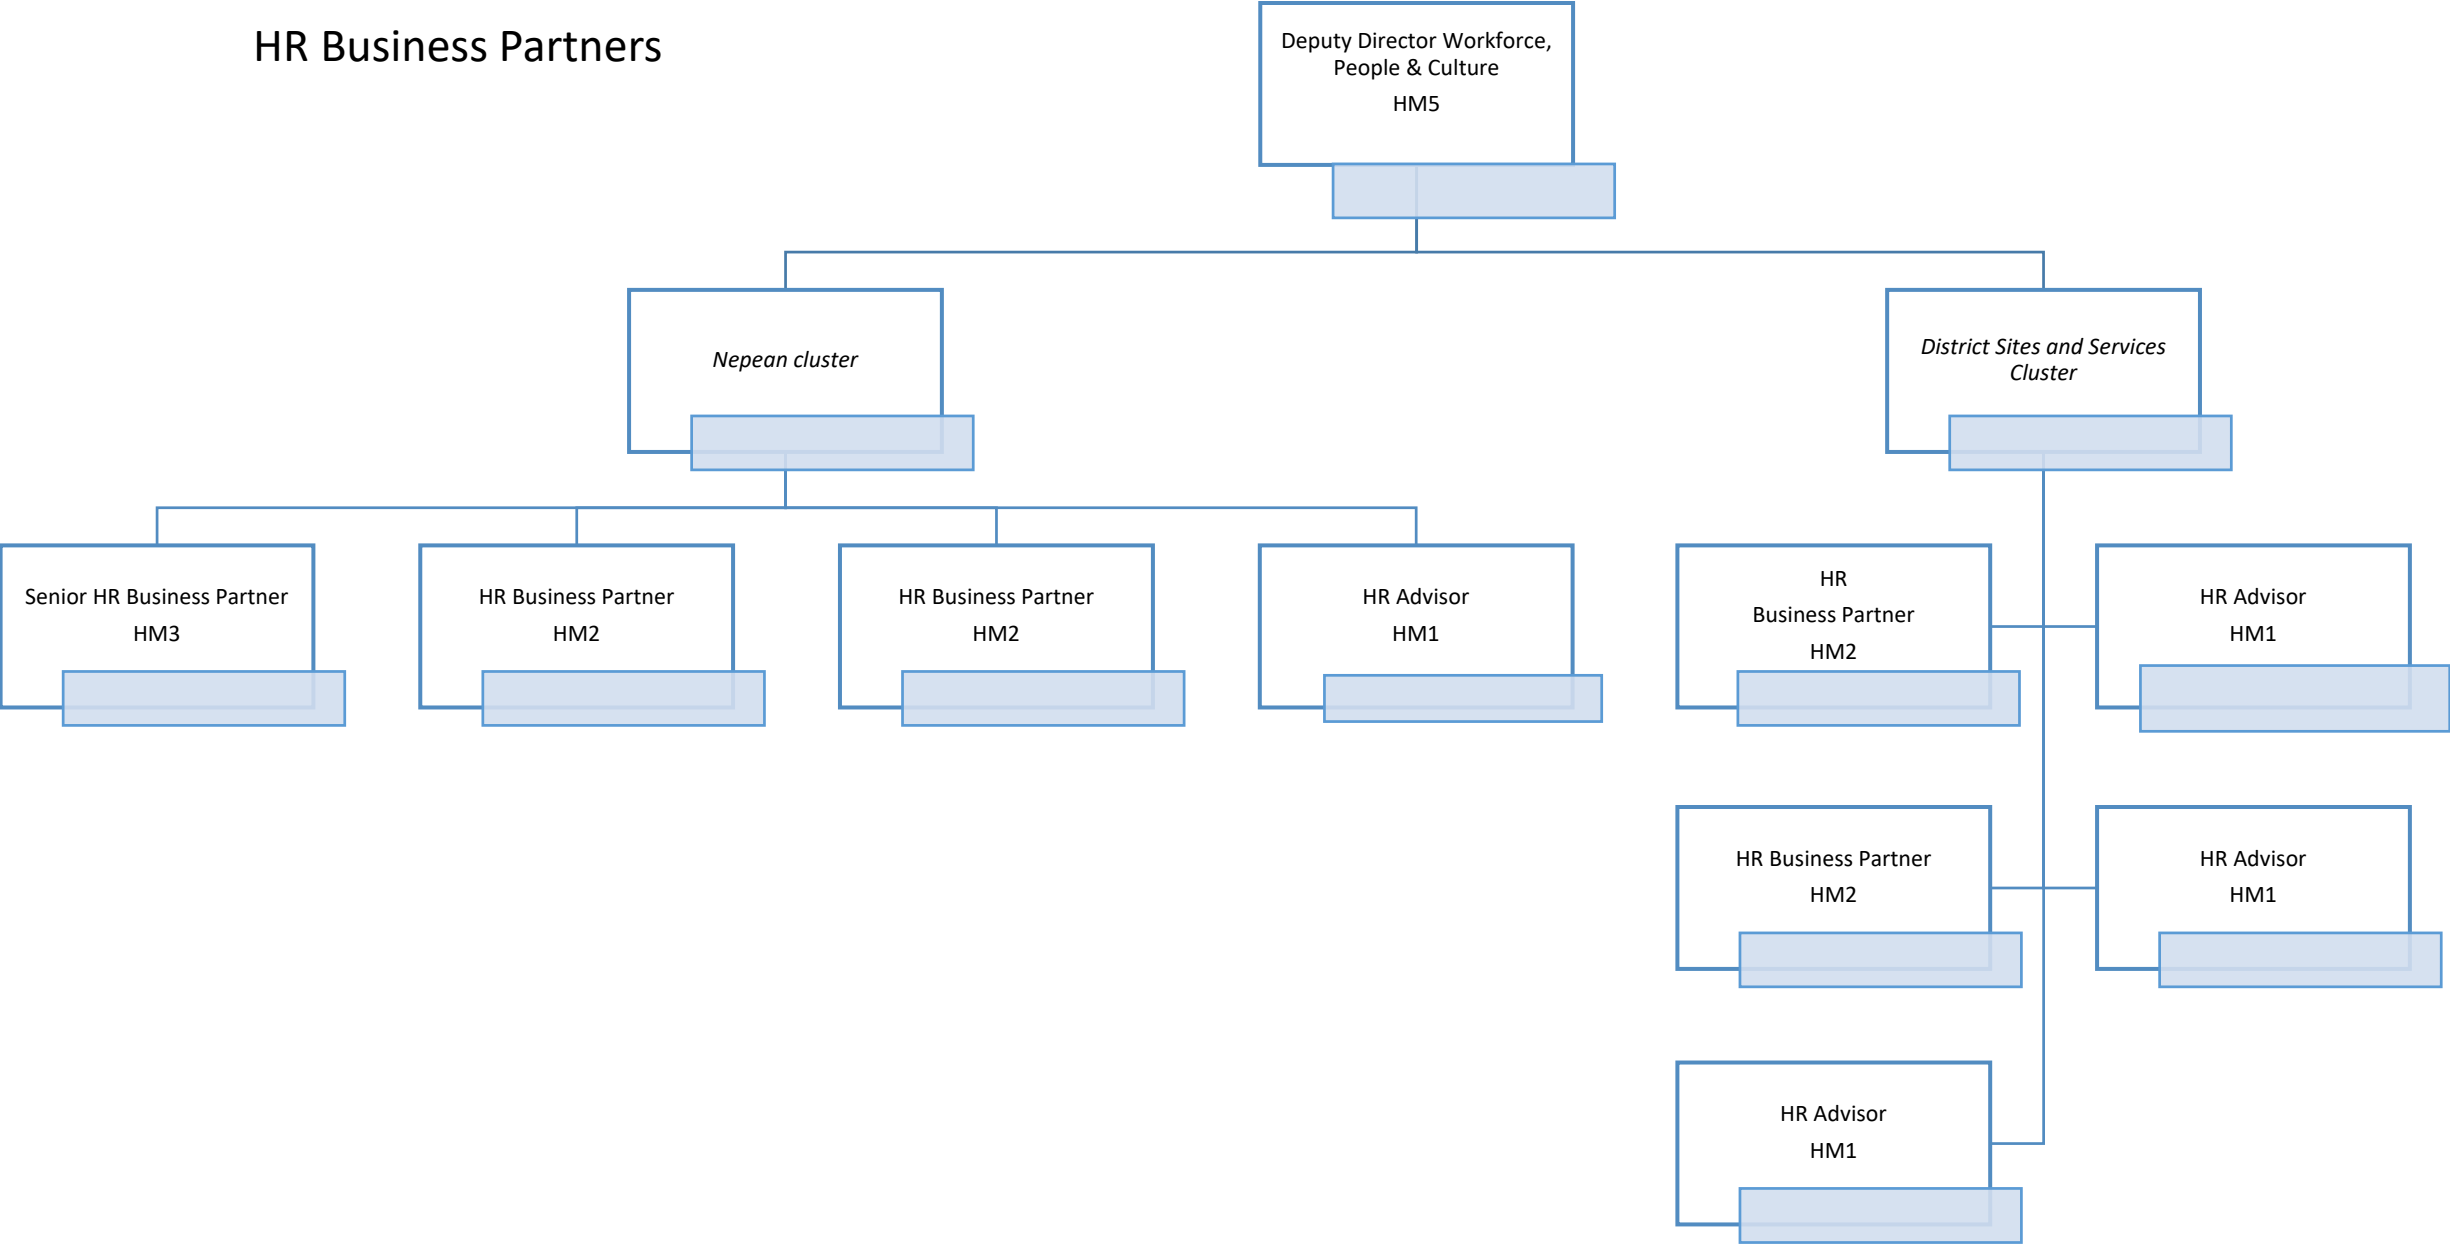 HR Business Partners
Deputy Director Workforce,
People & Culture
HM5
Nepean cluster
District Sites and Services
Cluster
Senior HR Business Partner
HM3
HR Business Partner
HM2
HR Business Partner
HM2
HR Advisor
HM1
HR
Business Partner
HM2
HR Advisor
HM1
HR Business Partner
HM2
HR Advisor
HM1
HR Advisor
HM1